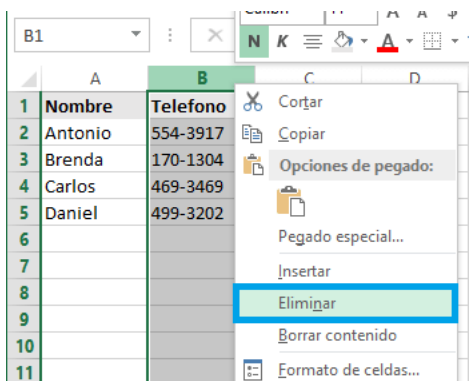 B1
N K A
A B C D
1 Nombre Telefono
2 Antonio 554-3917
3 Brenda 170-1304
4 Carlos 469-3469
5 Daniel 499-3202
6
7
8
9
10
11
Cortar
Copiar
Opciones de pegado:
Pegado especial...
Insertar
Eliminar
Borrar contenido
Formato de celdas...